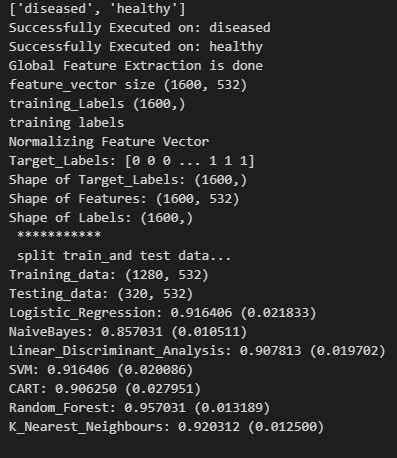 ['diseased', 'healthy']
Successfully Executed on: diseased
Successfully Executed on: healthy
Global Feature Extraction is done
feature_vector size (1600, 532)
training_Labels (1600,)
training labels
Normalizing Feature Vector
Target_Labels: [0 0 0 ... 1 1 1]
Shape of Target_Labels: (1600,)
Shape of Features: (1600, 532)
Shape of Labels: (1600,)
***********
split train_and test data...
Training_data: (1280, 532)
Testing_data: (320, 532)
Logistic_Regression: 0.916406 (0.021833)
NaiveBayes: 0.857031 (0.010511)
Linear_Discriminant_Analysis: 0.907813 (0.019702)
SVM: 0.916406 (0.020086)
CART: 0.906250 (0.027951)
Random_Forest: 0.957031 (0.013189)
K_Nearest_Neighbours: 0.920312 (0.012500)